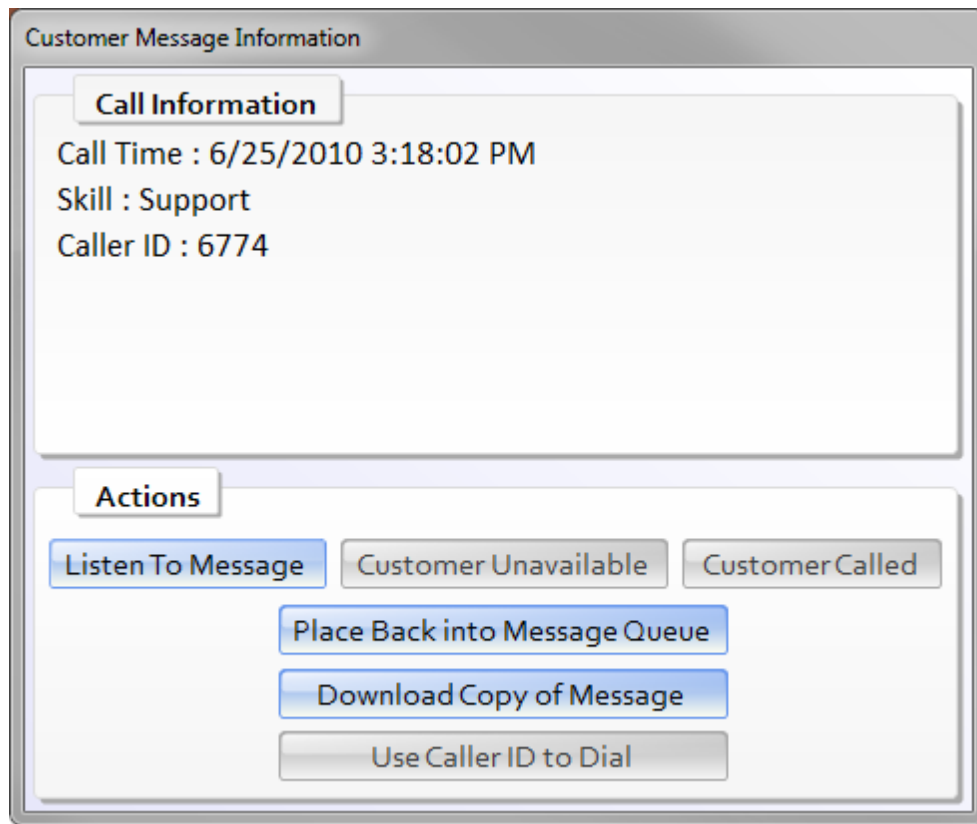 Customer Message Information
Call Information
Call Time : 6/25/2010 3:18:02 PM
Skill : Support
Caller ID : 6774
Actions
Listen To Message
Customer Unavailable
Customer Called
Place Back into Message Queue
Download Copy of Message
Use Caller ID to Dial